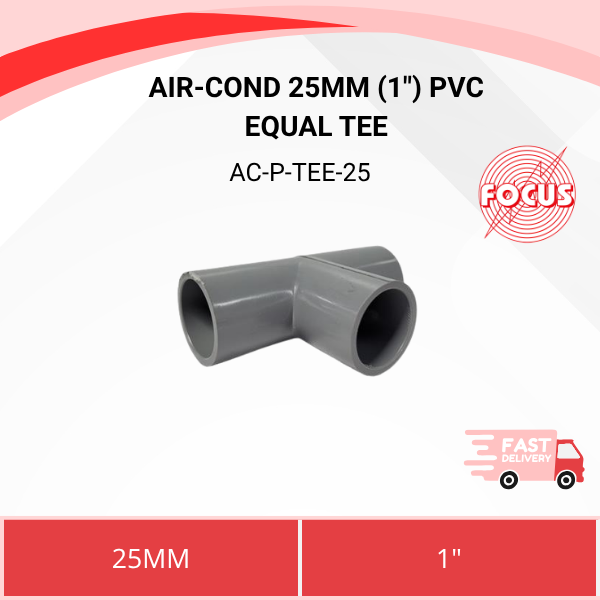 AIR-COND 25MM (1") PVC
EQUAL TEE
AC-P-TEE-25
FOCUS
FAST
DELIVERY
25MM
1"